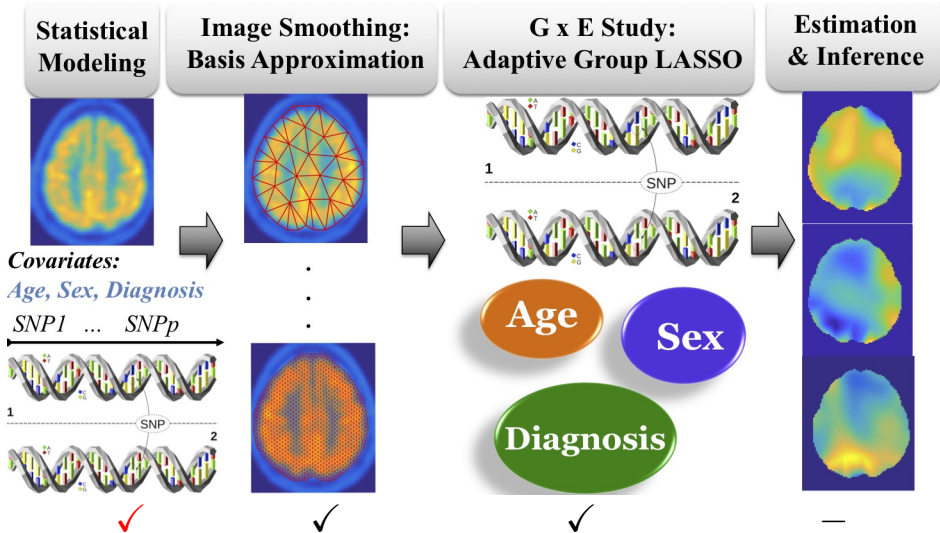 Statistical
Modeling
Image Smoothing:
Basis Approximation
G x E Study:
Adaptive Group LASSO
Estimation
& Inference
Covariates:
Age, Sex, Diagnosis
SNP1 ... SNPp
A
T
C
G
1
SNP
2
A
T
C
G
A
T
C
G
1
SNP
2
A
T
C
G
Age
Sex
Diagnosis